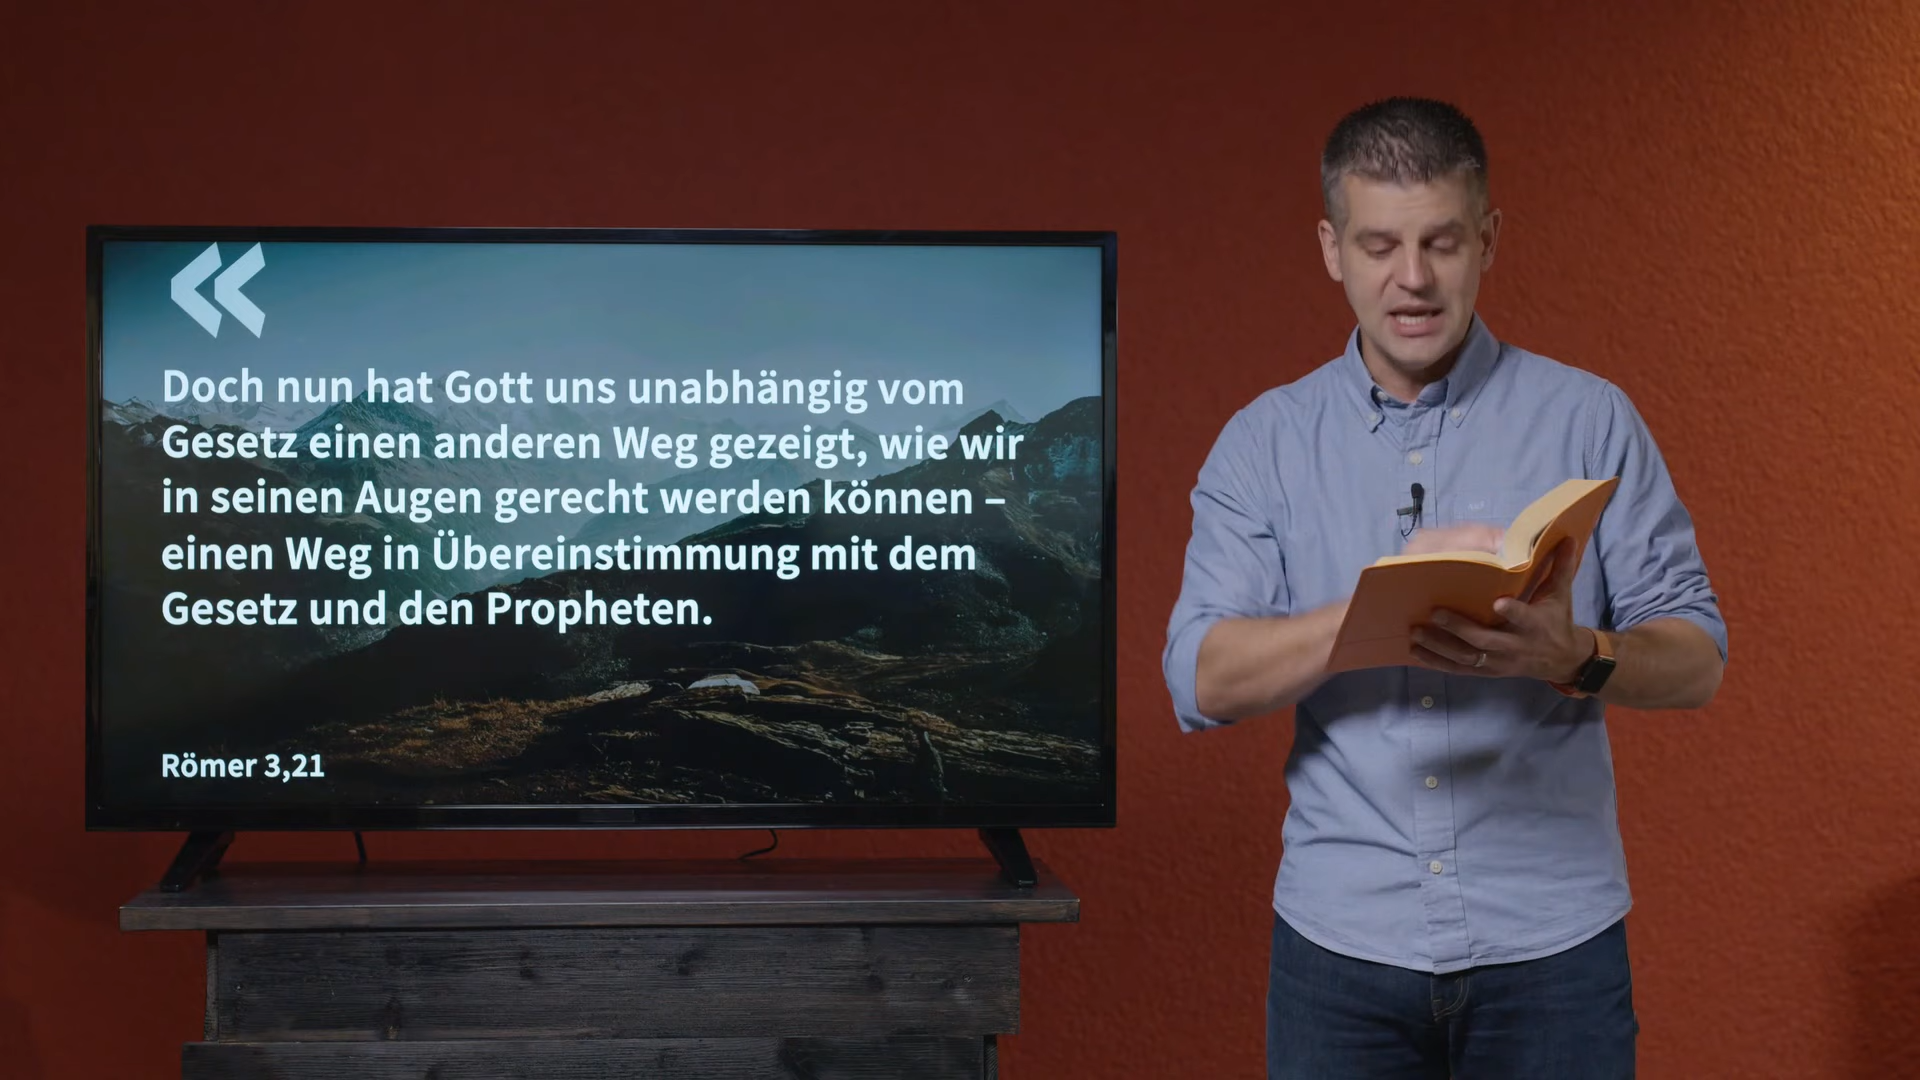 «
Doch nun hat Gott uns unabhängig vom
Gesetz einen anderen Weg gezeigt, wie wir
in seinen Augen gerecht werden können –
einen Weg in Übereinstimmung mit dem
Gesetz und den Propheten.
Römer 3,21